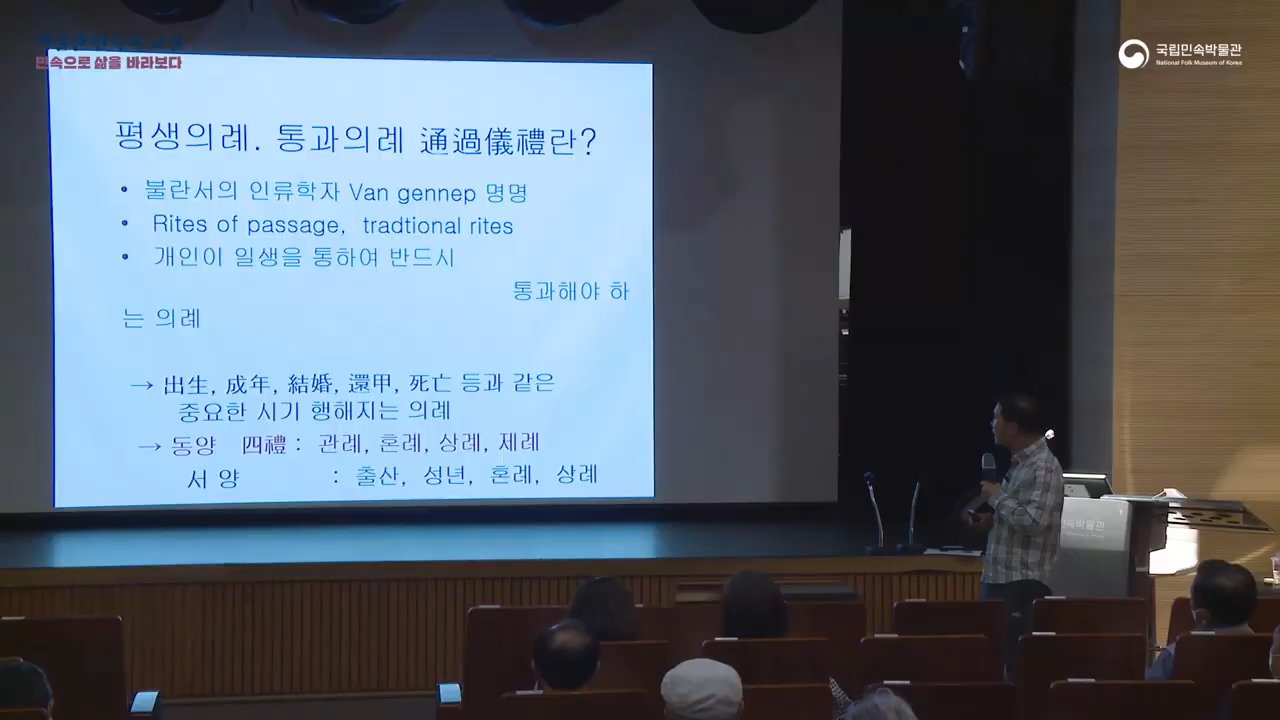 민속으로 삶을 바라보다
국립민속박물관
National Folk Museum of Korea
평생의례. 통과의례 通過儀禮란?
• 불란서의 인류학자 Van gennep 명명
• Rites of passage, tradtional rites
• 개인이 일생을 통하여 반드시
통과해야 하
는 의례
→ 出生, 成年, 結婚, 還甲, 死亡 등과 같은
중요한 시기 행해지는 의례
→ 동양 四禮 : 관례, 혼례, 상례, 제례
서 양 : 출산, 성년, 혼례, 상례
속박물관